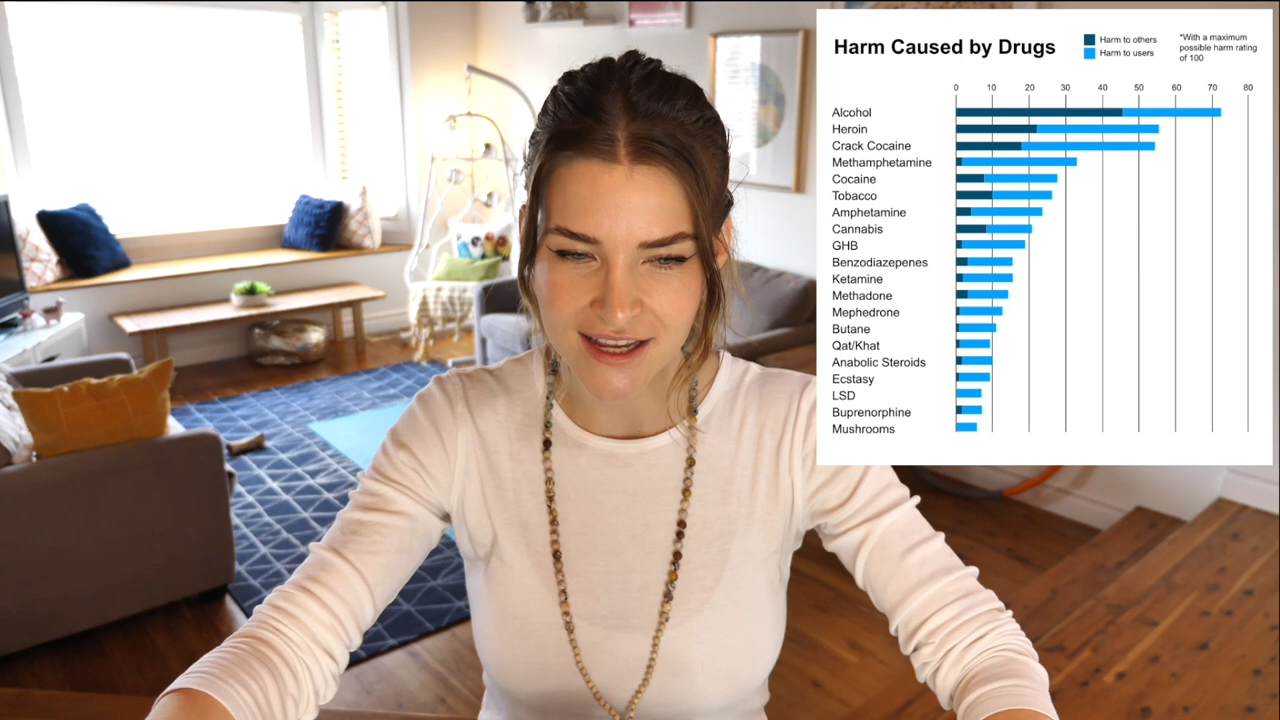 Harm Caused by Drugs
Harm to others
Harm to users
*With a maximum
possible harm rating
of 100
0 10 20 30 40 50 60 70 80
Alcohol
Heroin
Crack Cocaine
Methamphetamine
Cocaine
Tobacco
Amphetamine
Cannabis
GHB
Benzodiazepenes
Ketamine
Methadone
Mephedrone
Butane
Qat/Khat
Anabolic Steroids
Ecstasy
LSD
Buprenorphine
Mushrooms